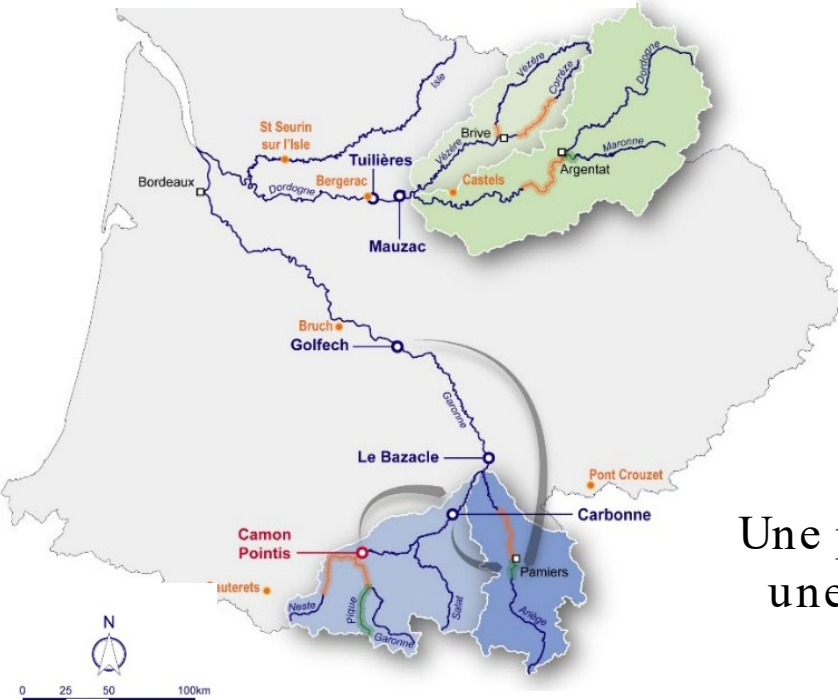 Isle
Vézère
Corrèze
Dordogne
St Seurin
sur l'Isle
Brive
Vézère
Maronne
Tuilières
Argentat
Bordeaux
Bergerac
Castels
Dordogne
Mauzac
Bruch
Golfech
Garonne
Le Bazacle
Pont Crouzet
Carbonne
Camon
Pointis
Une
une
Pamiers
Neste
Pique
Salat
Ariège
Garonne
N
0 25 50 100km